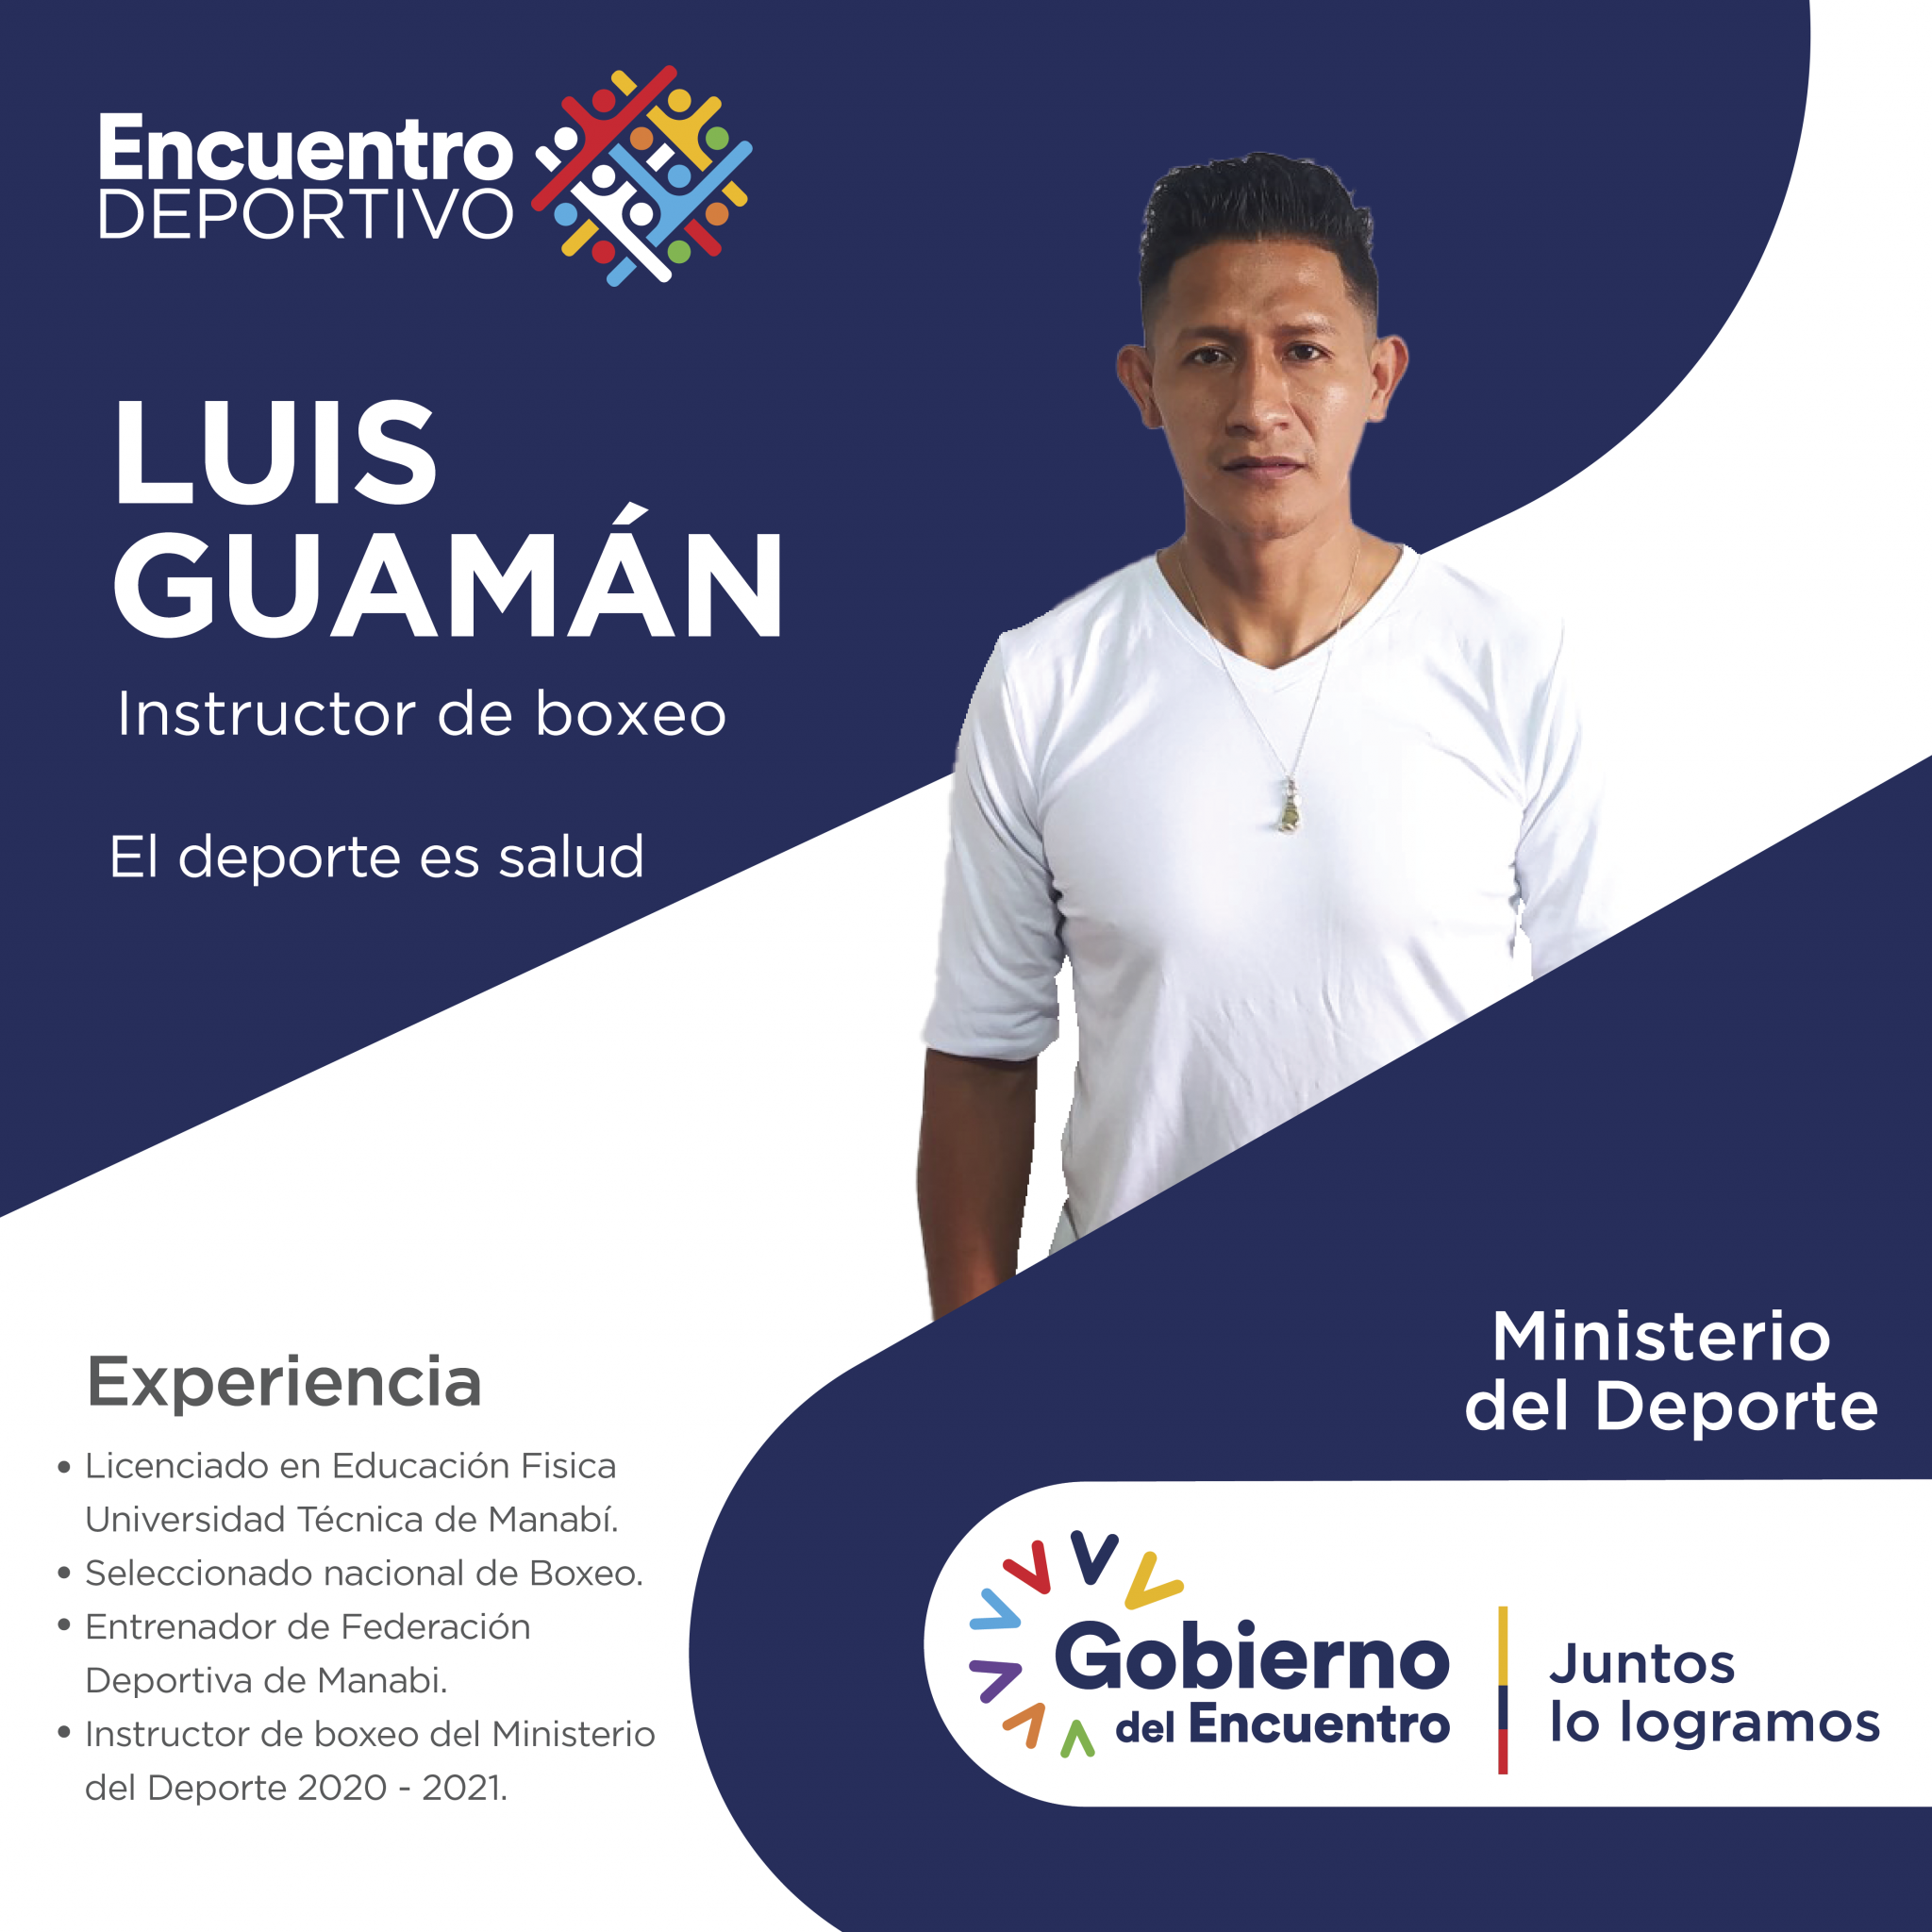 Encuentro
DEPORTIVO
LUIS
GUAMÁN
Instructor de boxeo
El deporte es salud
Experiencia
• Licenciado en Educación Fisica
Universidad Técnica de Manabí.
• Seleccionado nacional de Boxeo.
• Entrenador de Federación
Deportiva de Manabi.
• Instructor de boxeo del Ministerio
del Deporte 2020 - 2021.
Ministerio
del Deporte
Gobierno
del Encuentro
Juntos
lo logramos